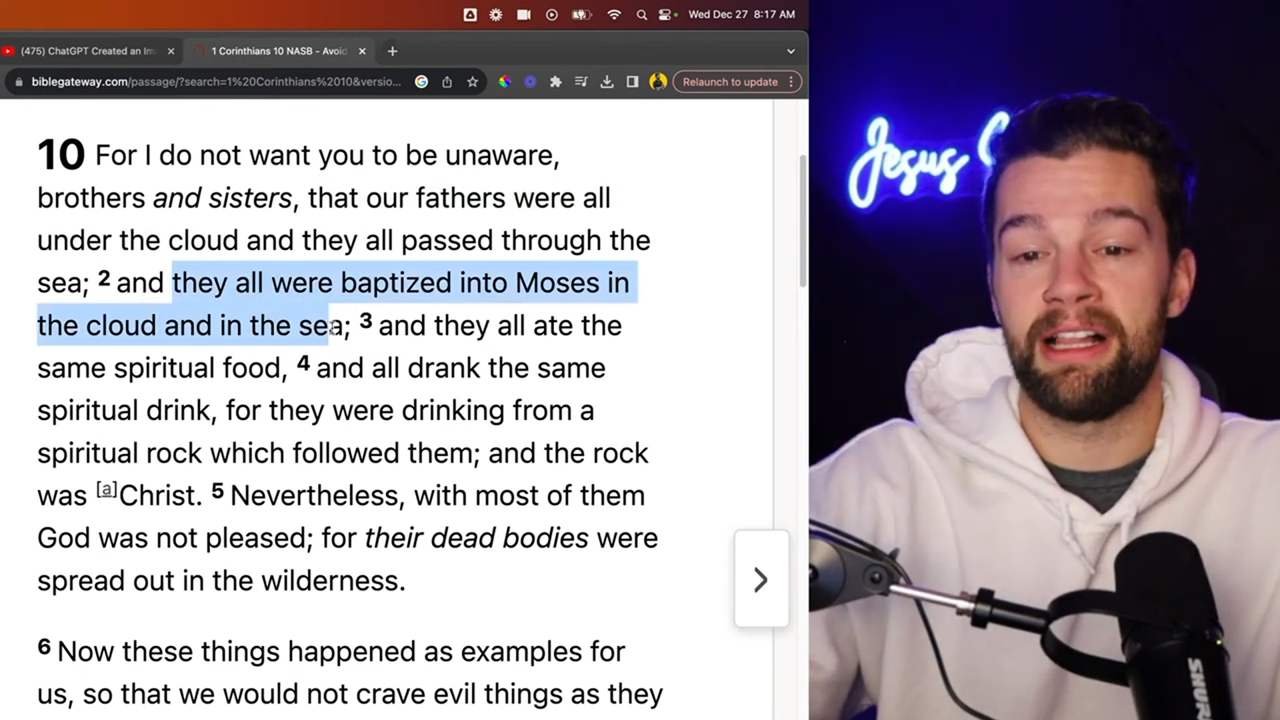 Wed Dec 27 8:17 AM
(475) ChatGPT Created an Im
1 Corinthians 10 NASB - Avoid
biblegateway.com/passage/?search=1%20Corinthians%2010&versio...
Relaunch to update
10 For I do not want you to be unaware,
brothers and sisters, that our fathers were all
under the cloud and they all passed through the
sea; 2 and they all were baptized into Moses in
the cloud and in the sea; 3 and they all ate the
same spiritual food, 4 and all drank the same
spiritual drink, for they were drinking from a
spiritual rock which followed them; and the rock
was [a]Christ. 5 Nevertheless, with most of them
God was not pleased; for their dead bodies were
spread out in the wilderness.
6 Now these things happened as examples for
us, so that we would not crave evil things as they
Jesus C
SHUR